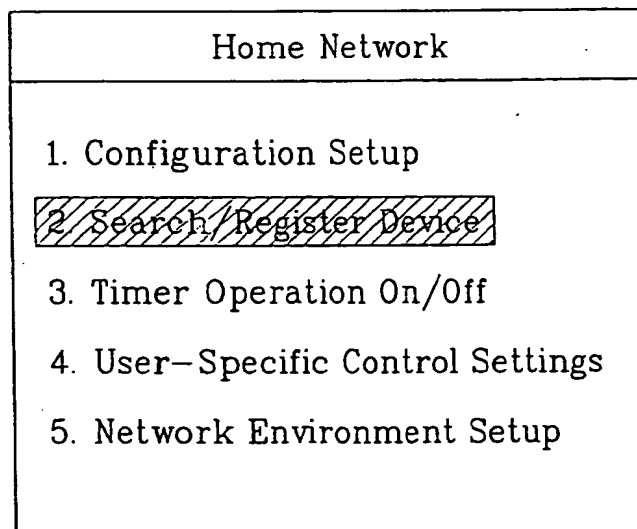 Home Network
1. Configuration Setup
2. Search/Register Device
3. Timer Operation On/Off
4. User-Specific Control Settings
5. Network Environment Setup